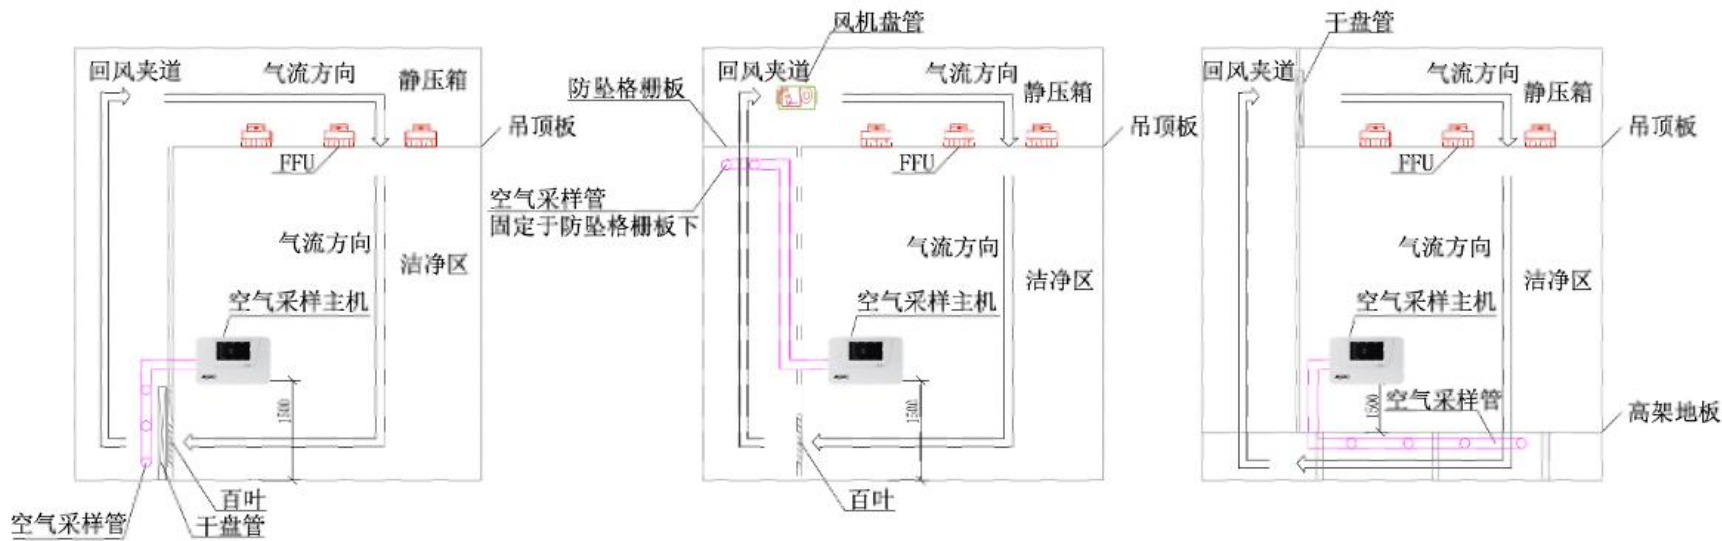 回风夹道
气流方向
静压箱
吊顶板
FFU
气流方向
洁净区
空气采样主机
1500
百叶
干盘管
空气采样管
风机盘管
回风夹道
气流方向
静压箱
防坠格栅板
吊顶板
FFU
空气采样管
固定于防坠格栅板下
气流方向
洁净区
空气采样主机
1500
百叶
干盘管
回风夹道
气流方向
静压箱
吊顶板
FFU
气流方向
洁净区
空气采样主机
1500
空气采样管
高架地板